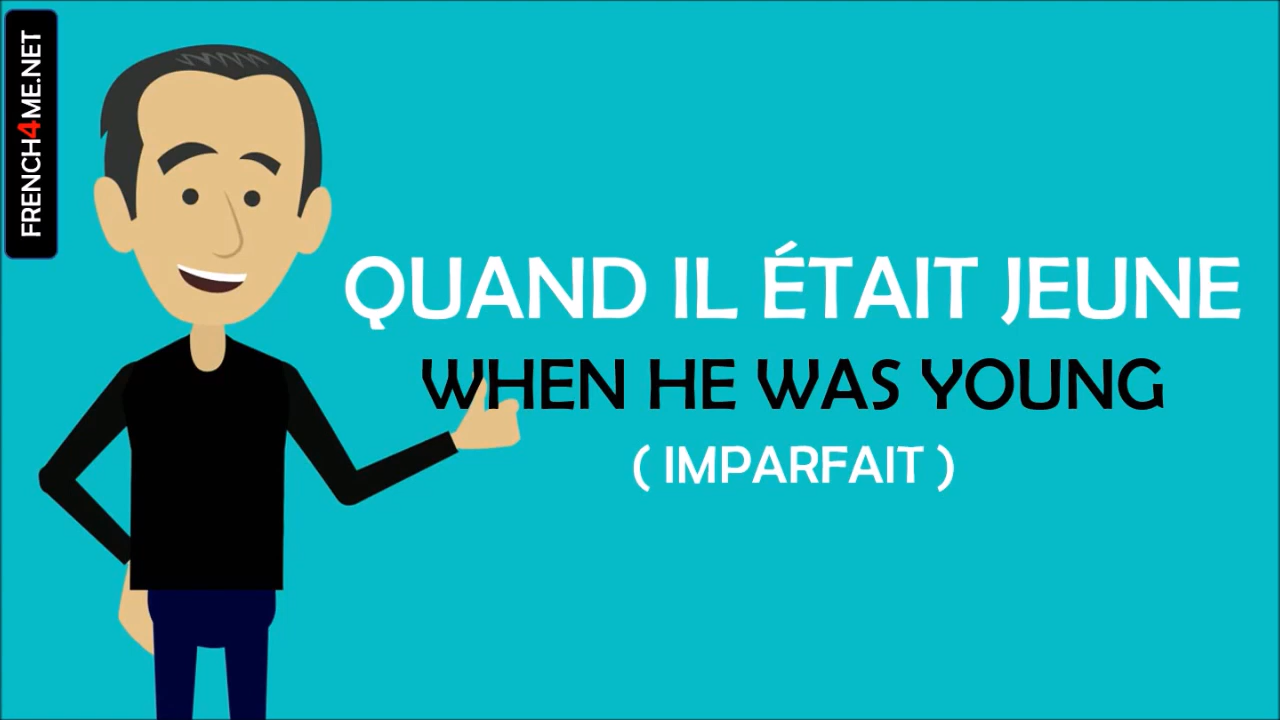 FRENCH4ME.NET
QUAND IL ÉTAIT JEUNE
WHEN HE WAS YOUNG
( IMPARFAIT )